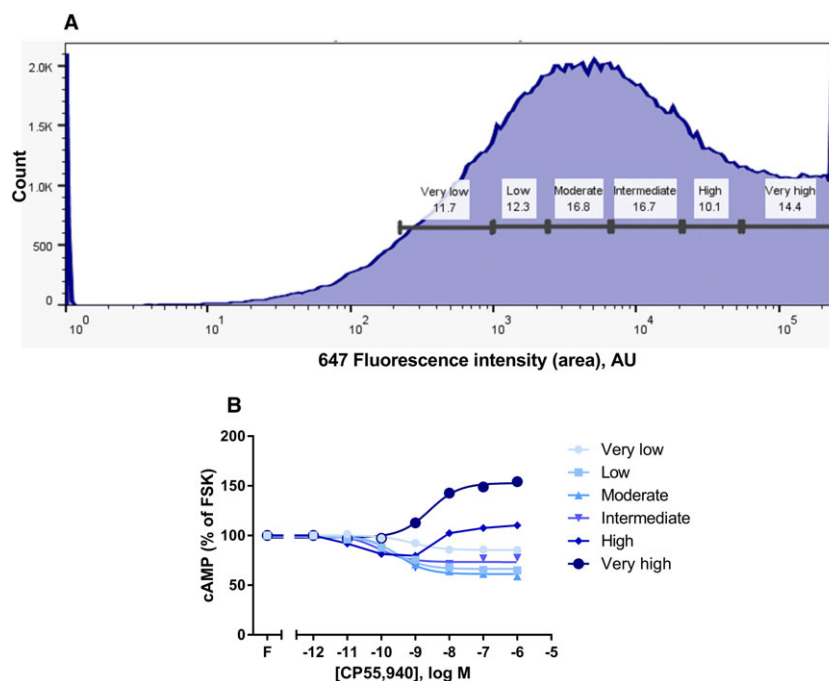 A
2.0K
1.5K
1.0K
500
0
Count
Very low
11.7
Low
12.3
Moderate
16.8
Intermediate
16.7
High
10.1
Very high
14.4
10^0 10^1 10^2 10^3 10^4 10^5
647 Fluorescence intensity (area), AU
B
200
150
100
50
0
cAMP (% of FSK)
F -12 -11 -10 -9 -8 -7 -6 -5
[CP55,940], log M
Very low
Low
Moderate
Intermediate
High
Very high